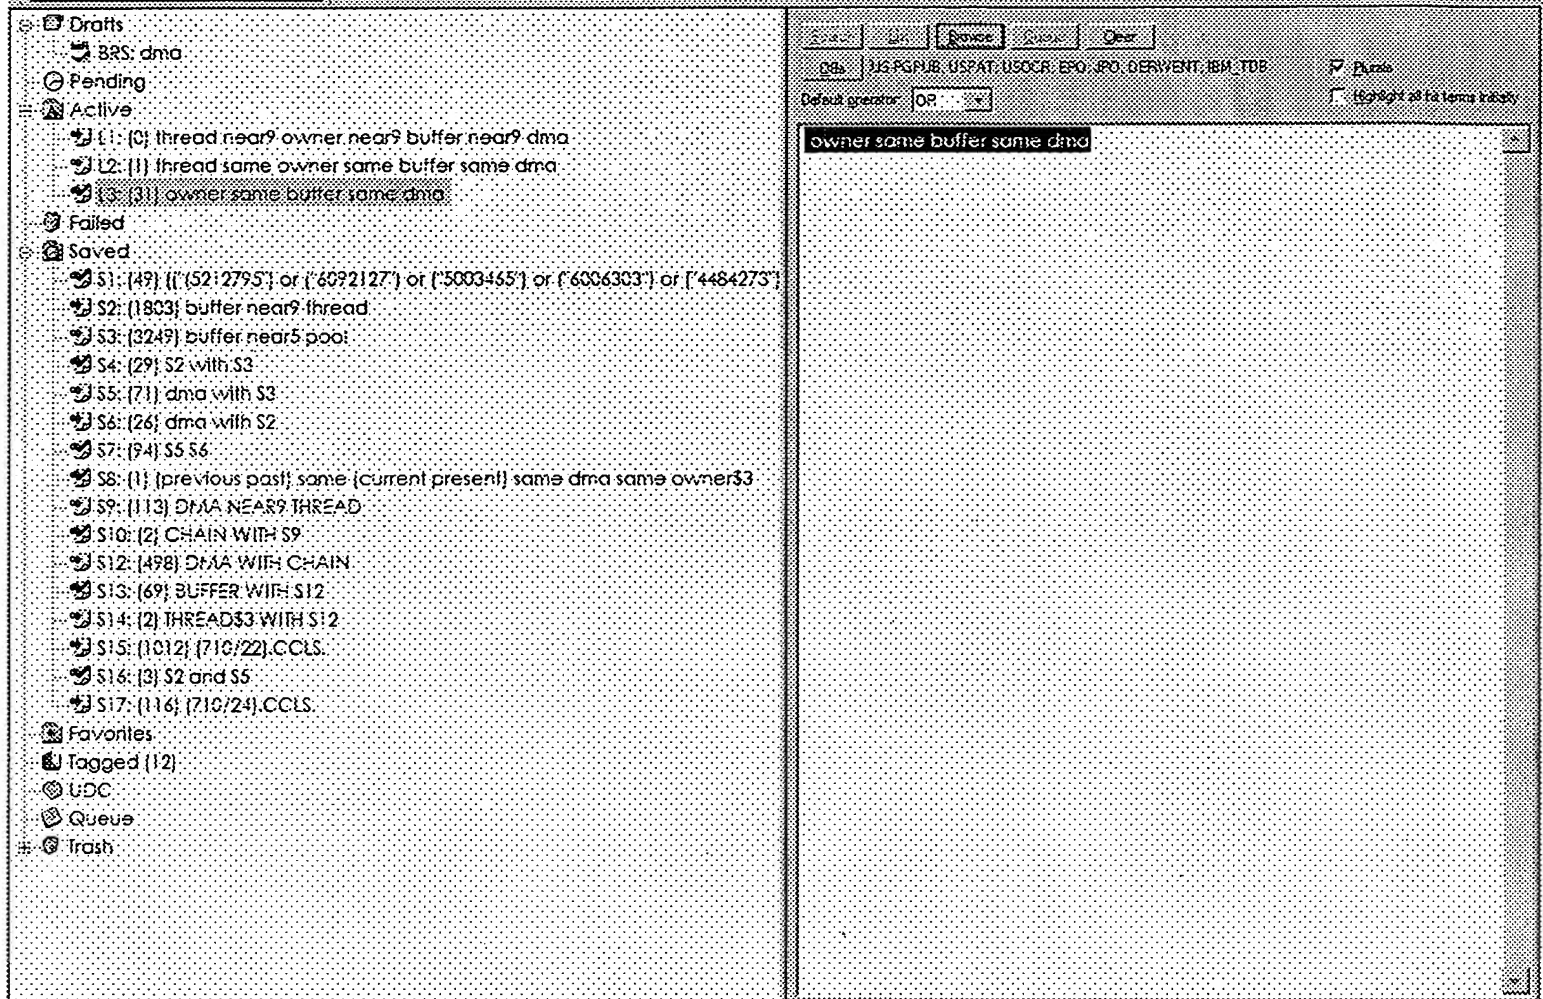 Drafts
BRS: dma
Pending
Active
L1: (0) thread near9 owner near9 buffer near9 dma
L2: (1) thread same owner same buffer same dma
L3: (31) owner same buffer same dma
Failed
Saved
S1: (49) (("(5212795") or ("6092127") or ("5003465") or ("6006303") or ("4484273")
S2: (1803) buffer near9 thread
S3: (3249) buffer near5 pool
S4: (29) S2 with S3
S5: (71) dma with S3
S6: (26) dma with S2
S7: (94) S5 S6
S8: (1) (previous past) same (current present) same dma same owner$3
S9: (113) DMA NEAR9 THREAD
S10: (2) CHAIN WITH S9
S12: (498) DMA WITH CHAIN
S13: (69) BUFFER WITH S12
S14: (2) THREAD$3 WITH S12
S15: (1012) (710/22).CCLS.
S16: (3) S2 and S5
S17: (116) (710/24).CCLS.
Favorites
Tagged (12)
UDC
Queue
Trash
Search List Browse Queue Clear
DBs US-PGPUB; USPAT; USOCR; EPO; JPO; DERWENT; IBM_TDB Plurals
Default operator: OR Highlight all hit terms initially
owner same buffer same dma